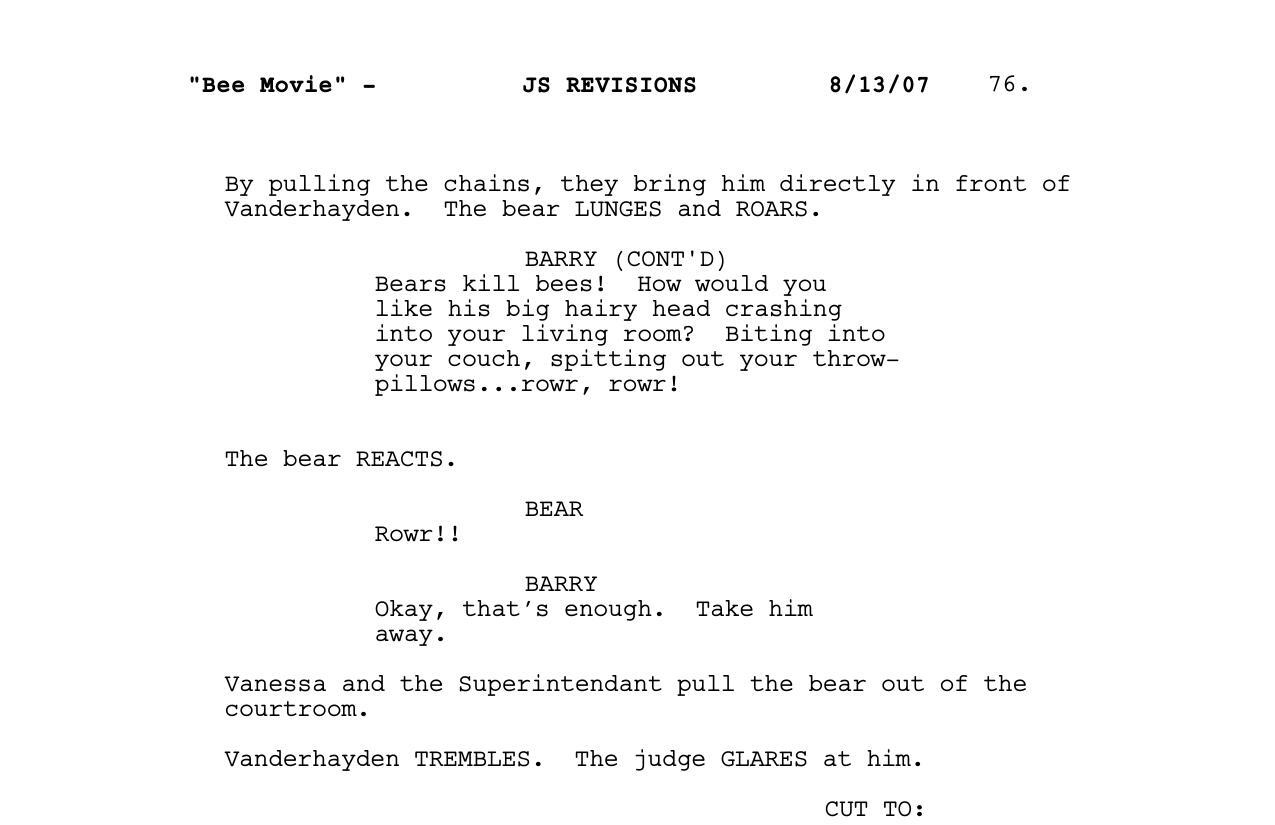 "Bee Movie" - JS REVISIONS 8/13/07 76.
By pulling the chains, they bring him directly in front of
Vanderhayden. The bear LUNGES and ROARS.
BARRY (CONT'D)
Bears kill bees! How would you
like his big hairy head crashing
into your living room? Biting into
your couch, spitting out your throw-
pillows...rowr, rowr!
The bear REACTS.
BEAR
Rowr!!
BARRY
Okay, that’s enough. Take him
away.
Vanessa and the Superintendant pull the bear out of the
courtroom.
Vanderhayden TREMBLES. The judge GLARES at him.
CUT TO: